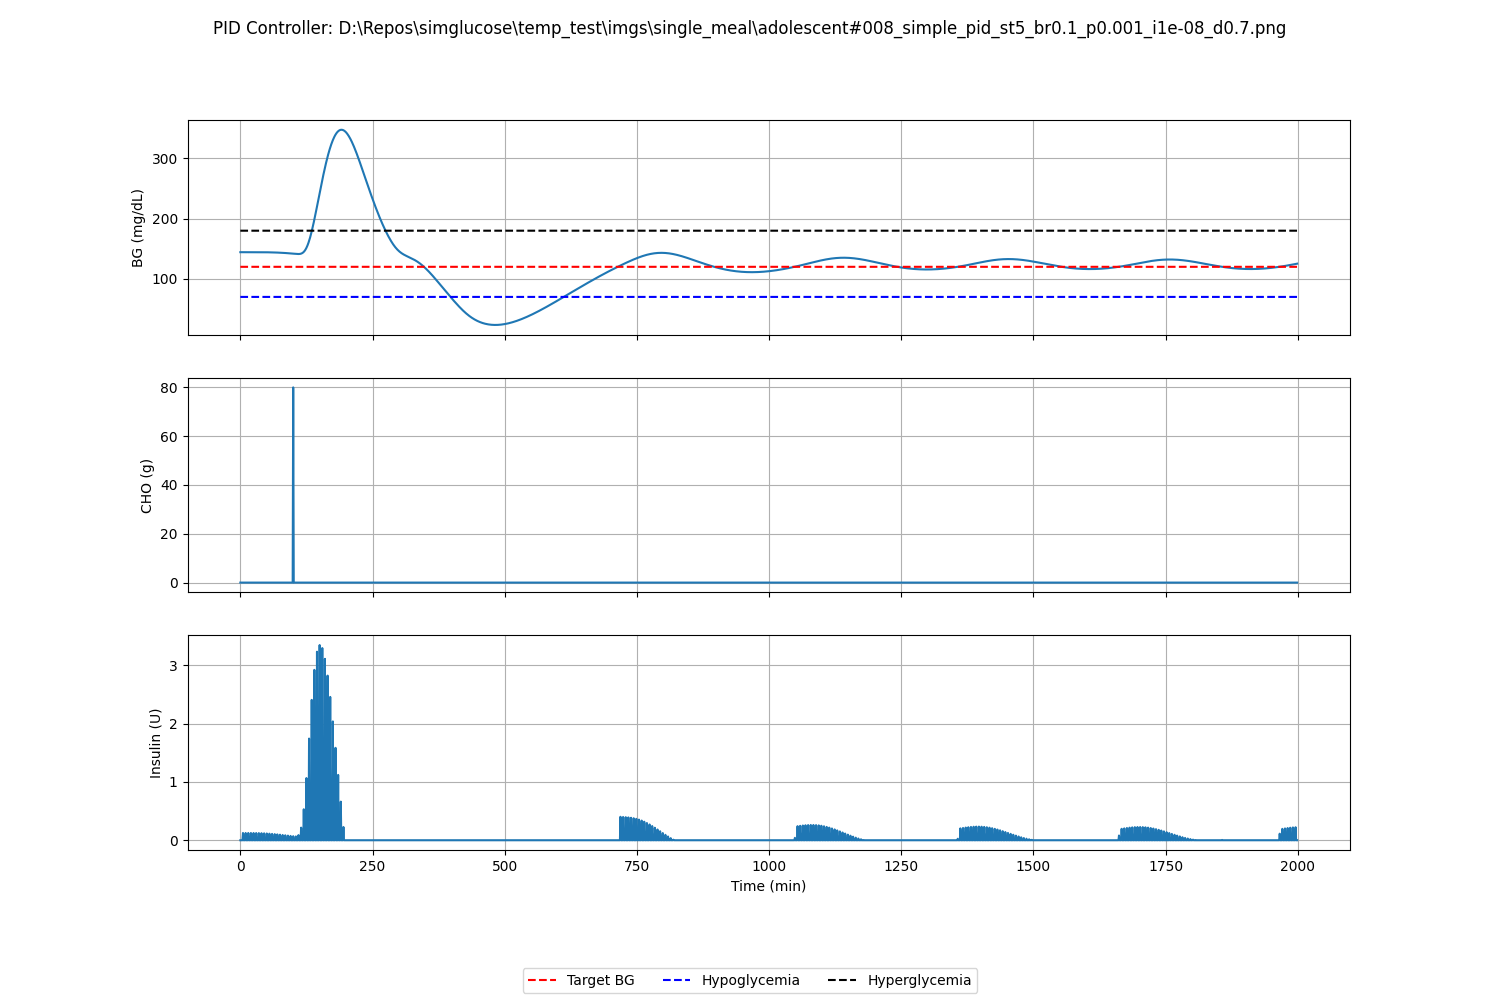 PID Controller: D:\Repos\simglucose\temp_test\imgs\single_meal\adolescent#008_simple_pid_st5_br0.1_p0.001_i1e-08_d0.7.png
300
200
100
BG (mg/dL)
80
60
40
20
0
CHO (g)
3
2
1
0
Insulin (U)
0 250 500 750 1000 1250 1500 1750 2000
Time (min)
Target BG Hypoglycemia Hyperglycemia